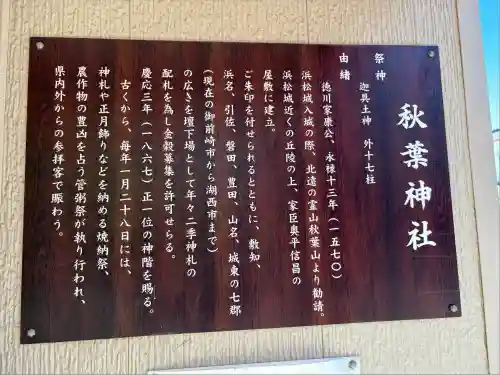 秋葉神社
祭神
迦具土神　外十七柱
由緒
徳川家康公、永禄十三年（一五七〇）
浜松城入城の際、北遠の霊山秋葉山より勧請。
浜松城近くの丘陵の上、家臣奥平信昌の
屋敷に建立。
ご朱印を付せられるとともに、敷知、
浜名、引佐、磐田、豊田、山名、城東の七郡
（現在の御前崎市から湖西市まで）
の広さを壇下場として年々二季神札の
配札を為し金穀募集を許可せらる。
慶応三年（一八六七）正一位の神階を賜る。
古くから、毎年一月二十八日には、
神札や正月飾りなどを納める焼納祭、
農作物の豊凶を占う管粥祭が執り行われ、
県内外からの参拝客で賑わう。